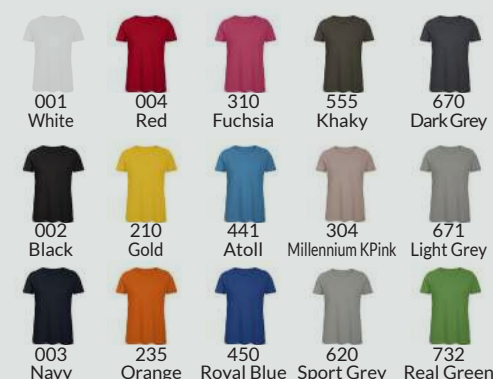 001 004 310 555 670
White Red Fuchsia Khaky Dark Grey
002 210 441 304 671
Black Gold Atoll Millennium KPink Light Grey
003 235 450 620 732
Navy Orange Royal Blue Sport Grey Real Green